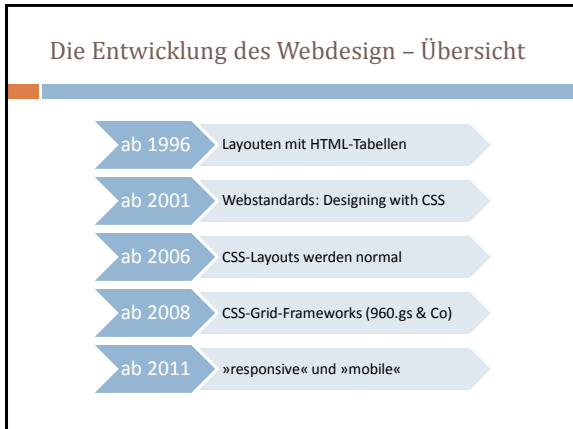 Die Entwicklung des Webdesign – Übersicht
ab 1996 Layouten mit HTML-Tabellen
ab 2001 Webstandards: Designing with CSS
ab 2006 CSS-Layouts werden normal
ab 2008 CSS-Grid-Frameworks (960.gs & Co)
ab 2011 »responsive« und »mobile«